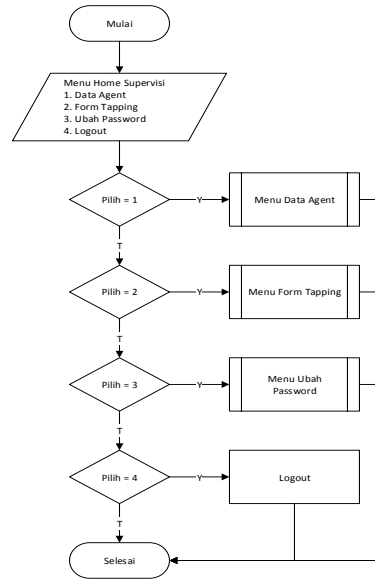 Mulai
Menu Home Supervisi
1. Data Agent
2. Form Tapping
3. Ubah Password
4. Logout
Pilih = 1
Y
Menu Data Agent
T
Pilih = 2
Y
Menu Form Tapping
T
Pilih = 3
Y
Menu Ubah
Password
T
Pilih = 4
Y
Logout
T
Selesai